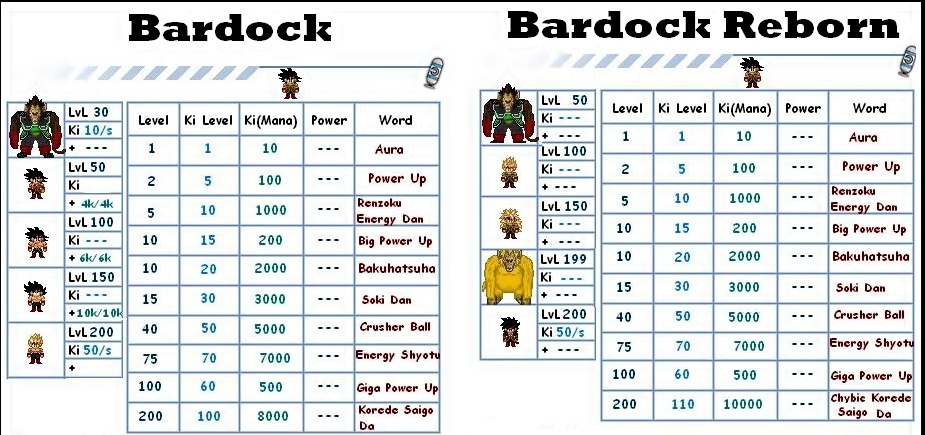 Bardock
LvL 30
Ki 10/s
+ ---
LvL 50
Ki
+ 4k/4k
LvL 100
Ki ---
+ 6k/6k
LvL 150
Ki ---
+10k/10k
LvL 200
Ki 50/s
+
Level Ki Level Ki(Mana) Power Word
1 1 10 --- Aura
2 5 100 --- Power Up
5 10 1000 --- Renzoku
Energy Dan
10 15 200 --- Big Power Up
10 20 2000 --- Bakuhatsuha
15 30 3000 --- Soki Dan
40 50 5000 --- Crusher Ball
75 70 7000 --- Energy Shyotu
100 60 500 --- Giga Power Up
200 100 8000 --- Korede Saigo
Da
Bardock Reborn
LvL 50
Ki ---
+ ---
LvL 100
Ki ---
+ ---
LvL 150
Ki ---
+ ---
LvL 199
Ki ---
+ ---
LvL 200
Ki 50/s
+ ---
Level Ki Level Ki(Mana) Power Word
1 1 10 --- Aura
2 5 100 --- Power Up
5 10 1000 --- Renzoku
Energy Dan
10 15 200 --- Big Power Up
10 20 2000 --- Bakuhatsuha
15 30 3000 --- Soki Dan
40 50 5000 --- Crusher Ball
75 70 7000 --- Energy Shyotu
100 60 500 --- Giga Power Up
200 110 10000 --- Chybic Korede
Saigo Da